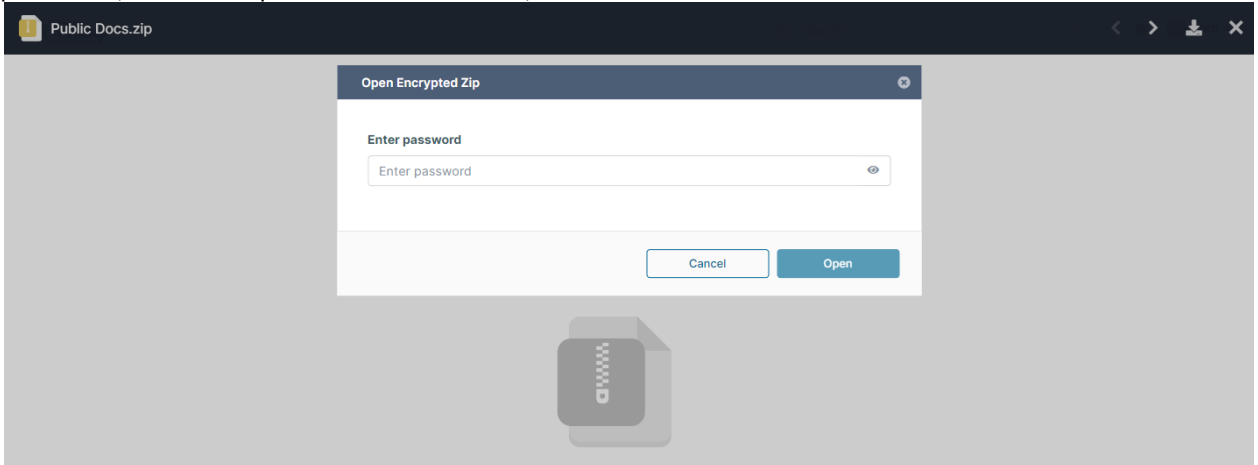 Public Docs.zip
Open Encrypted Zip
Enter password
Enter password
Cancel
Open